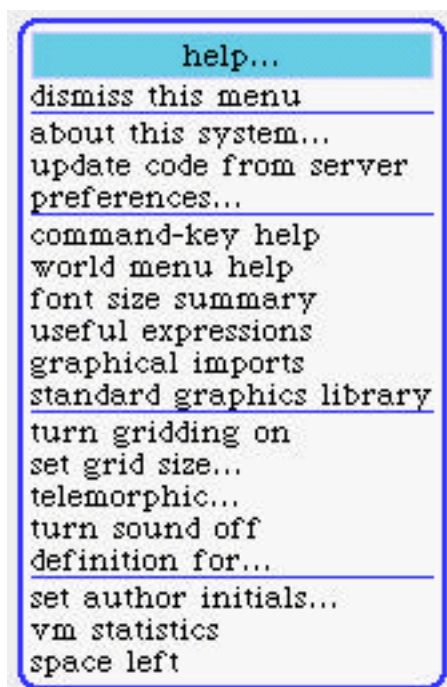 help...
dismiss this menu
about this system...
update code from server
preferences...
command-key help
world menu help
font size summary
useful expressions
graphical imports
standard graphics library
turn gridding on
set grid size...
telemorphic...
turn sound off
definition for...
set author initials...
vm statistics
space left